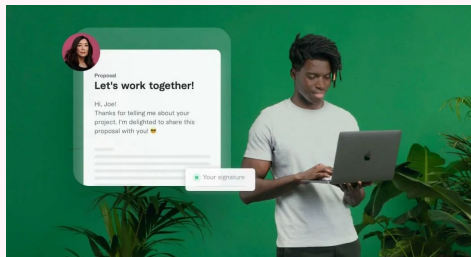 Proposal
Let's work together!
Hi, Joe!
Thanks for telling me about your
project. I'm delighted to share this
proposal with you! 😎
Your signature